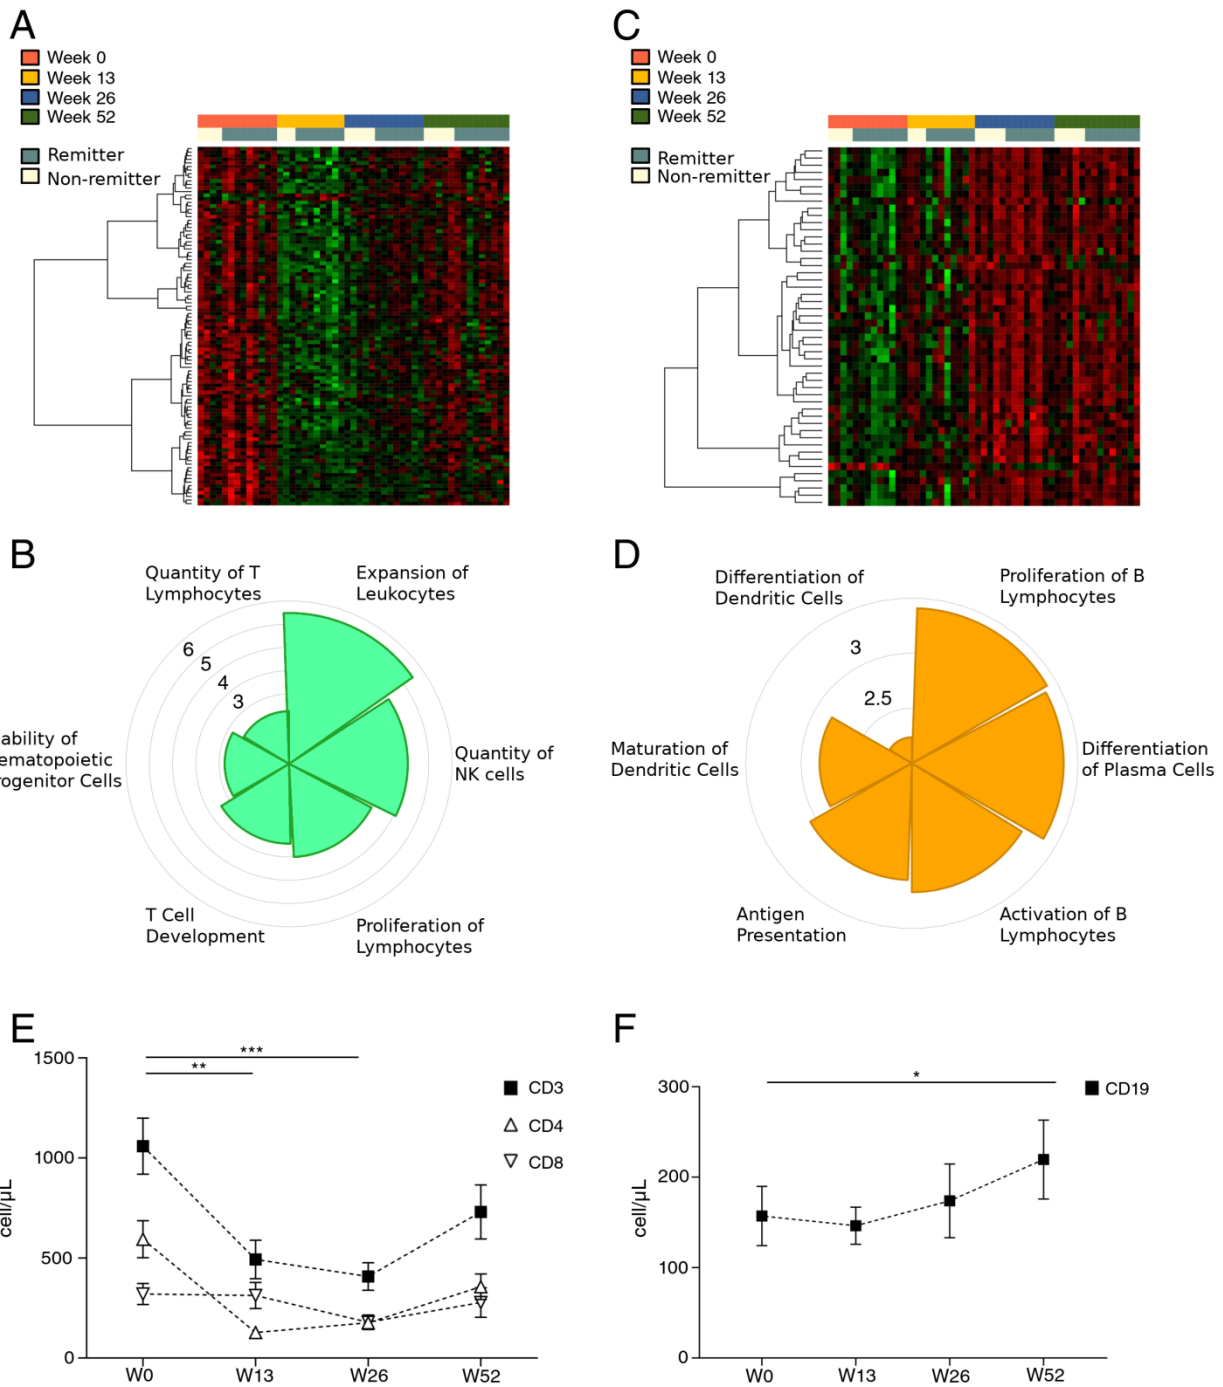 A
Week 0
Week 13
Week 26
Week 52
Remitter
Non-remitter
C
Week 0
Week 13
Week 26
Week 52
Remitter
Non-remitter
B
Quantity of T
Lymphocytes
Expansion of
Leukocytes
6
5
4
3
ability of
ematopoietic
rogenitor Cells
Quantity of
NK cells
T Cell
Development
Proliferation of
Lymphocytes
D
Differentiation of
Dendritic Cells
Proliferation of B
Lymphocytes
3
2.5
Maturation of
Dendritic Cells
Differentiation
of Plasma Cells
Antigen
Presentation
Activation of B
Lymphocytes
E
1500
1000
500
0
cell/µL
***
**
CD3
CD4
CD8
W0
W13
W26
W52
F
300
200
100
0
cell/µL
*
CD19
W0
W13
W26
W52